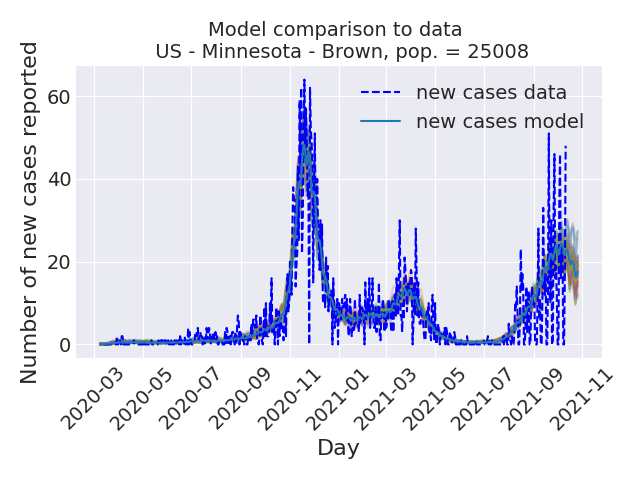 Model comparison to data
US - Minnesota - Brown, pop. = 25008
Number of new cases reported
60
40
20
0
new cases data
new cases model
2020-03
2020-05
2020-07
2020-09
2020-11
2021-01
2021-03
2021-05
2021-07
2021-09
2021-11
Day